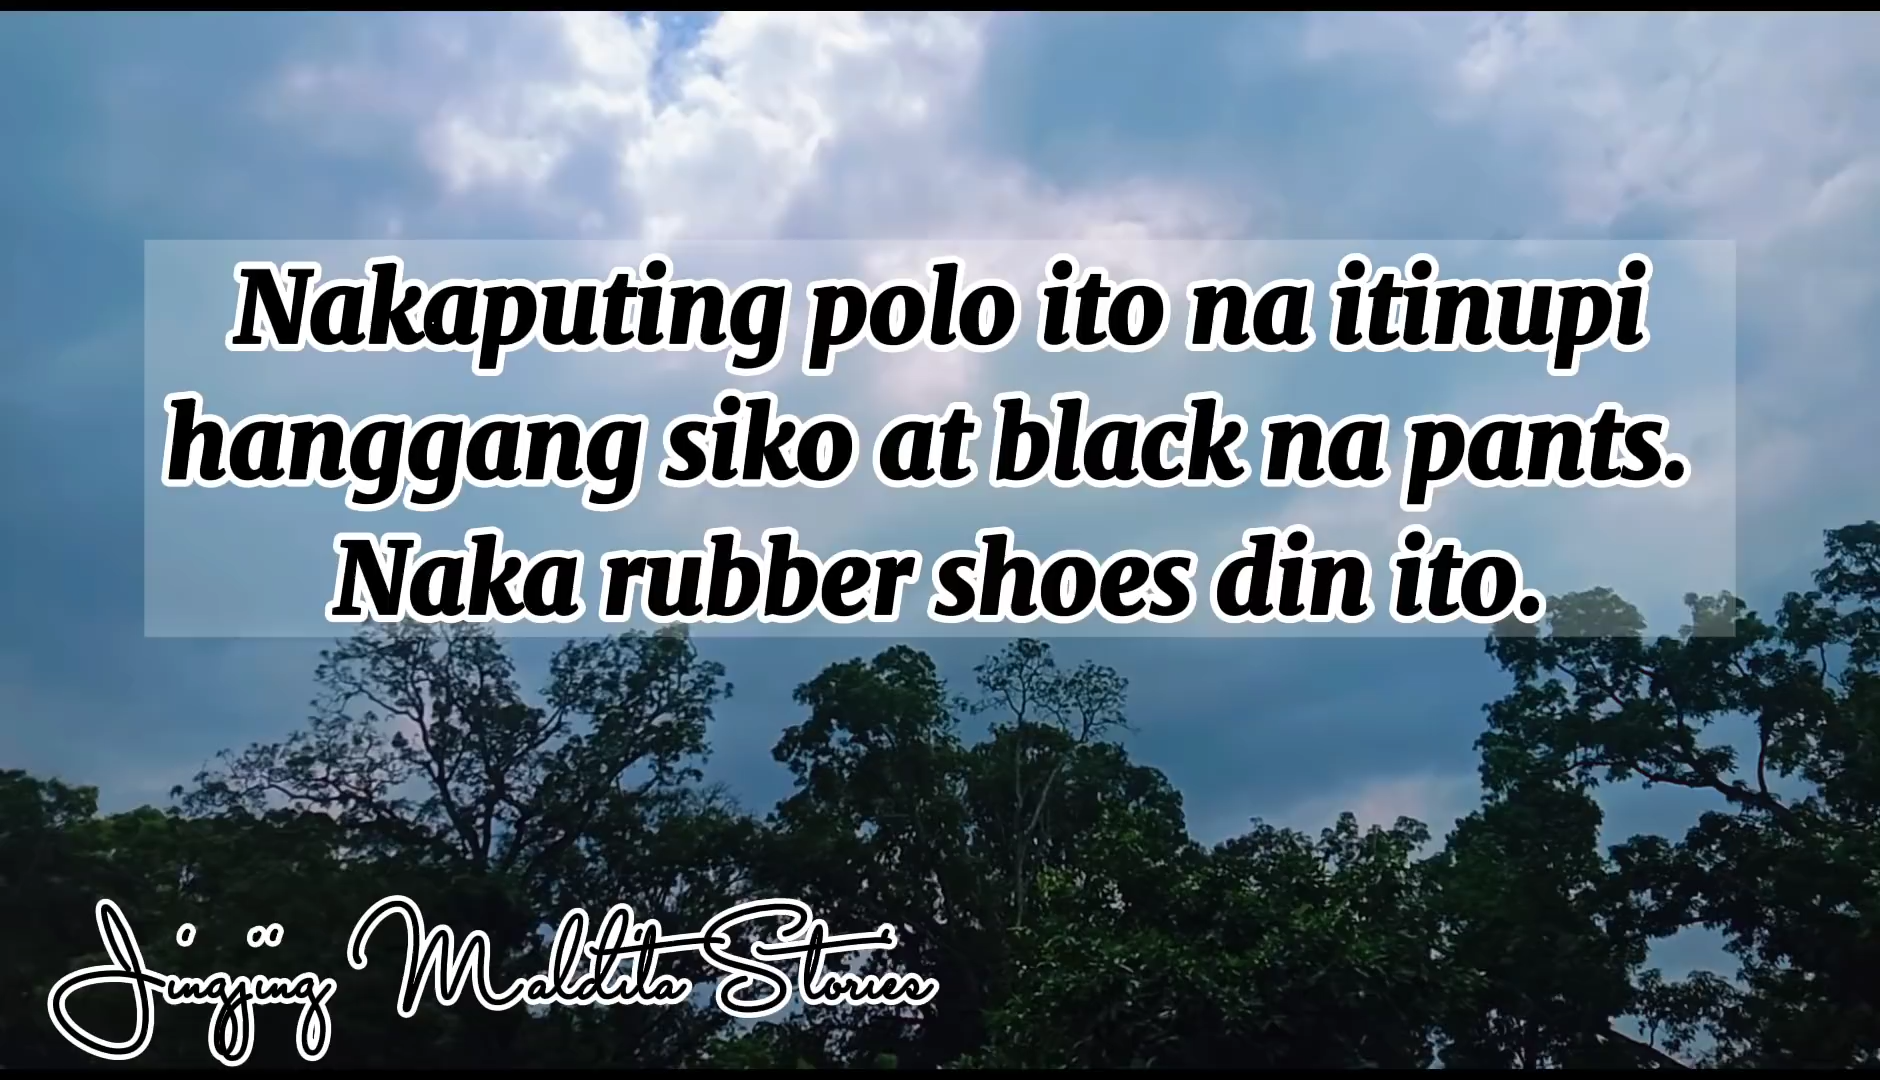 Nakaputing polo ito na itinupi
hanggang siko at black na pants.
Naka rubber shoes din ito.
Jingjing Maldita Stories